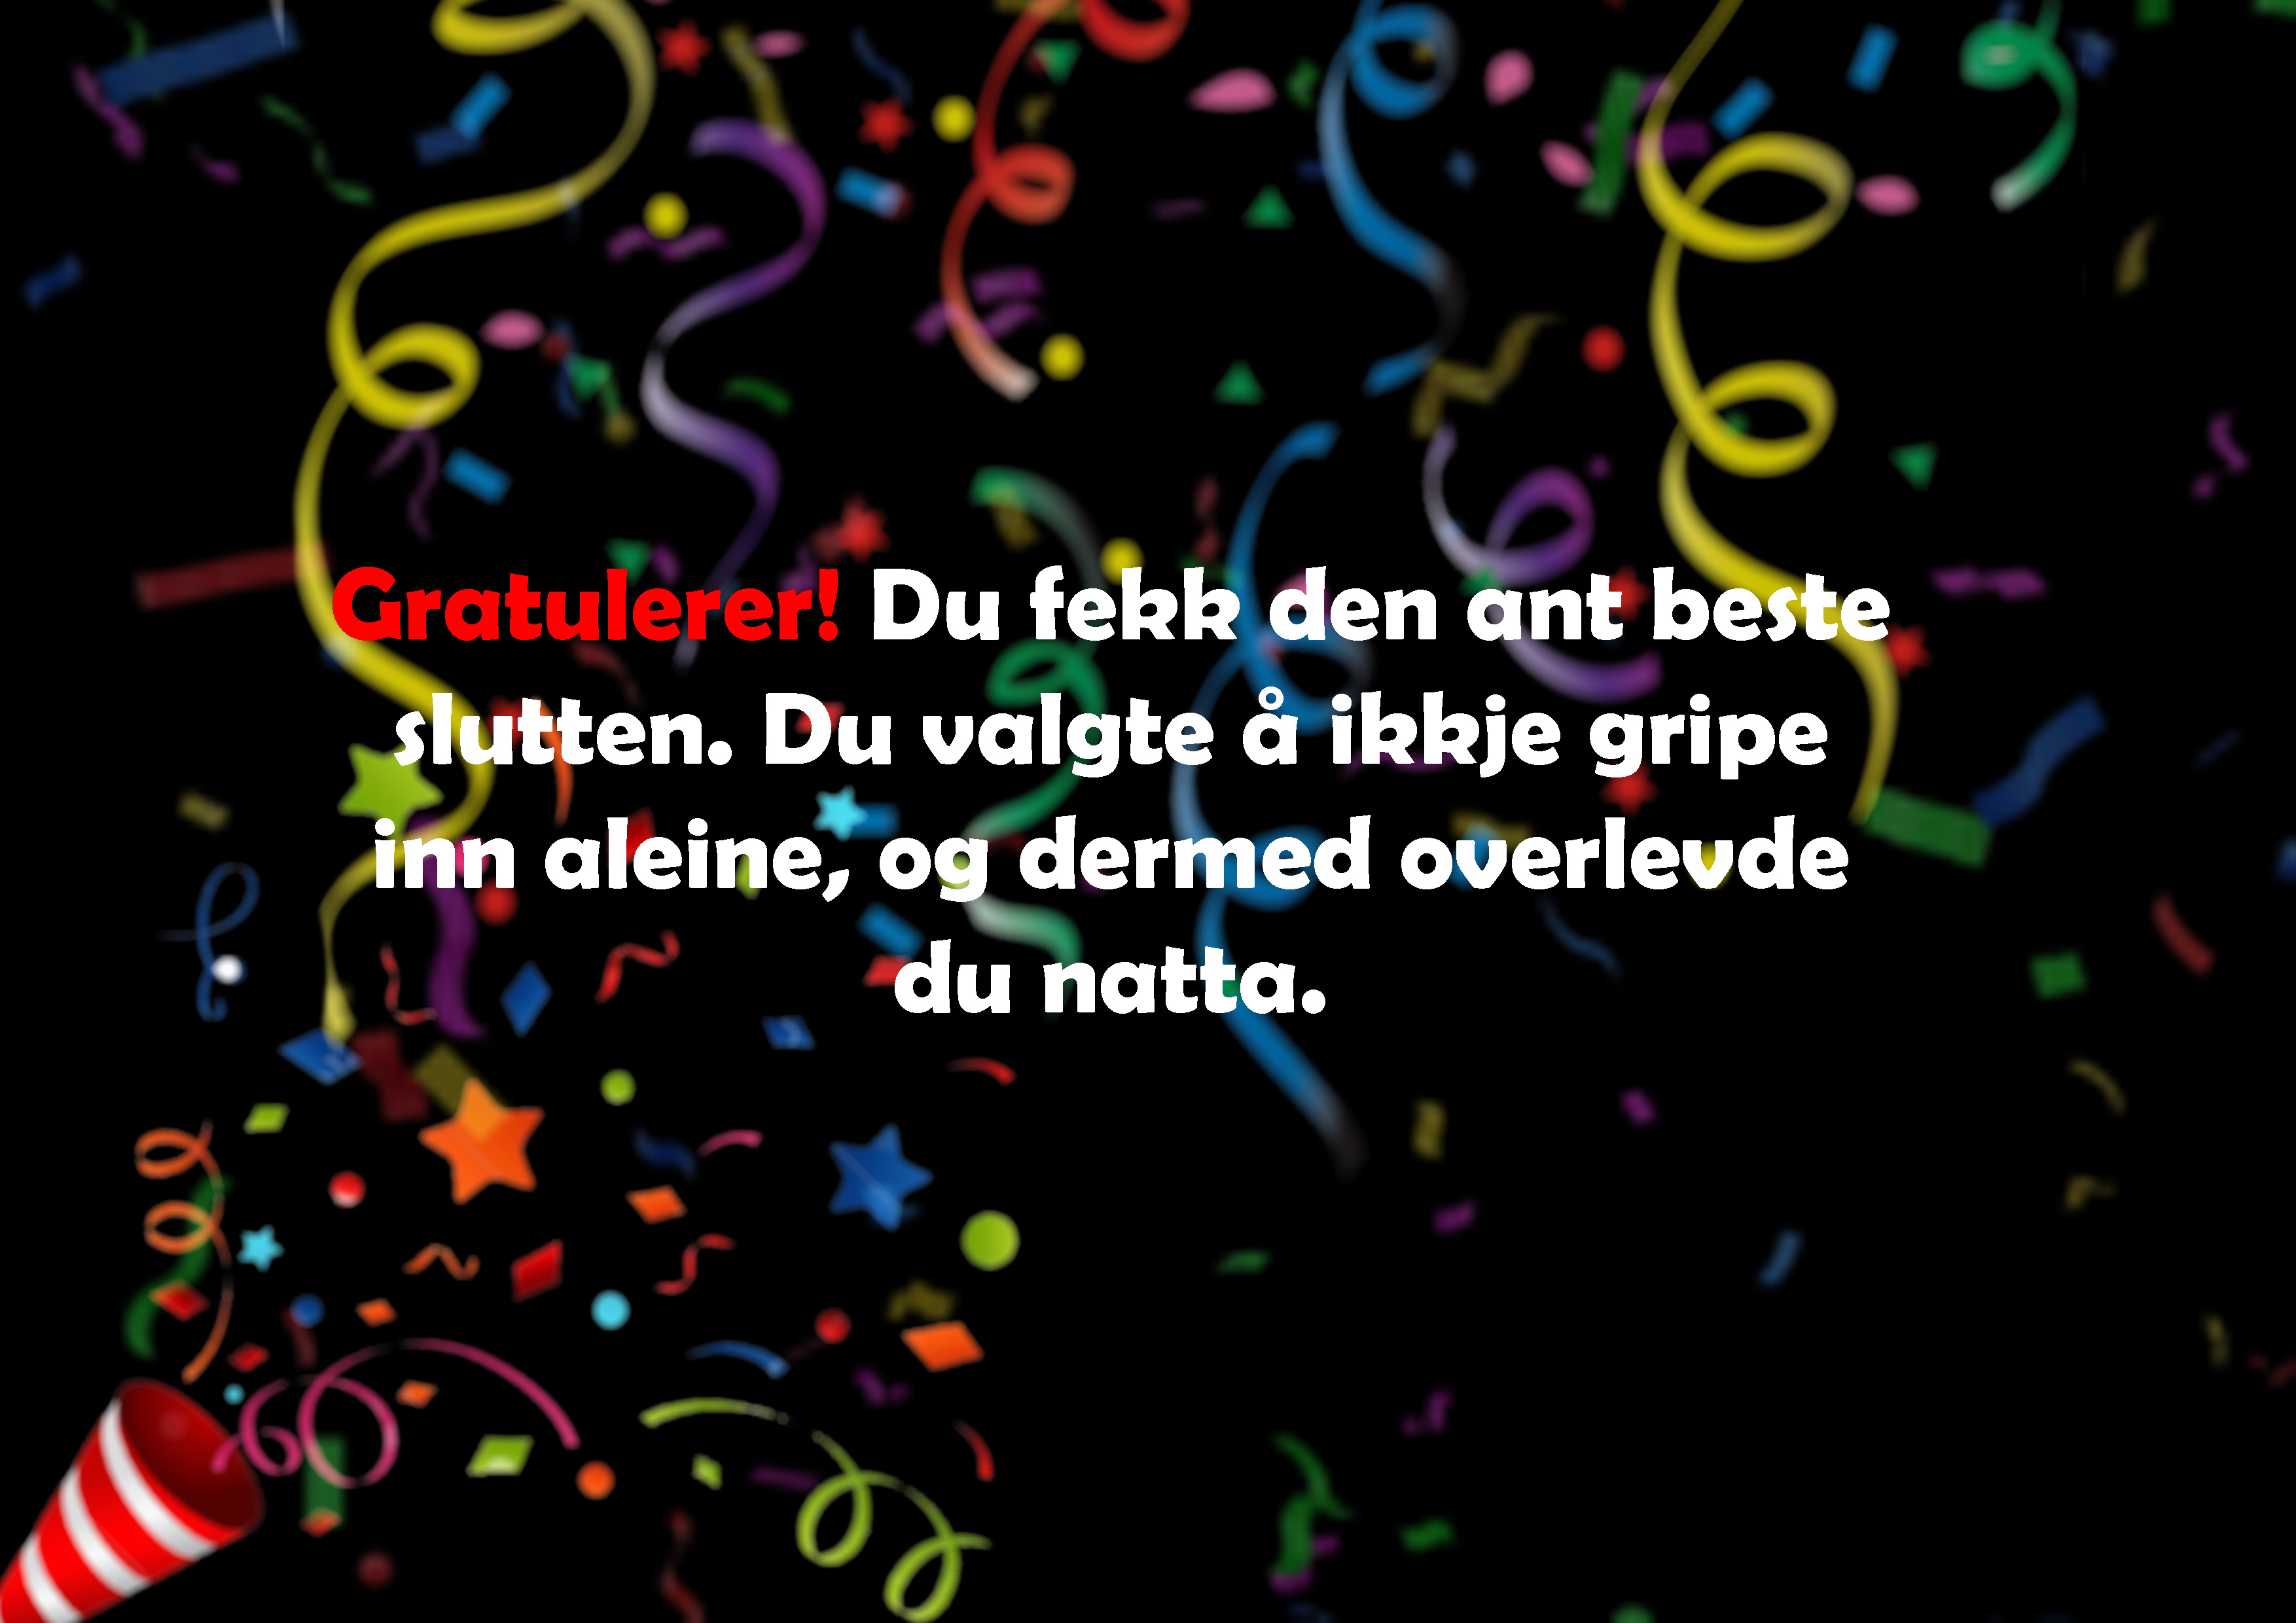 Gratulerer! Du fekk den ant beste
slutten. Du valgte å ikkje gripe
inn aleine, og dermed overlevde
du natta.